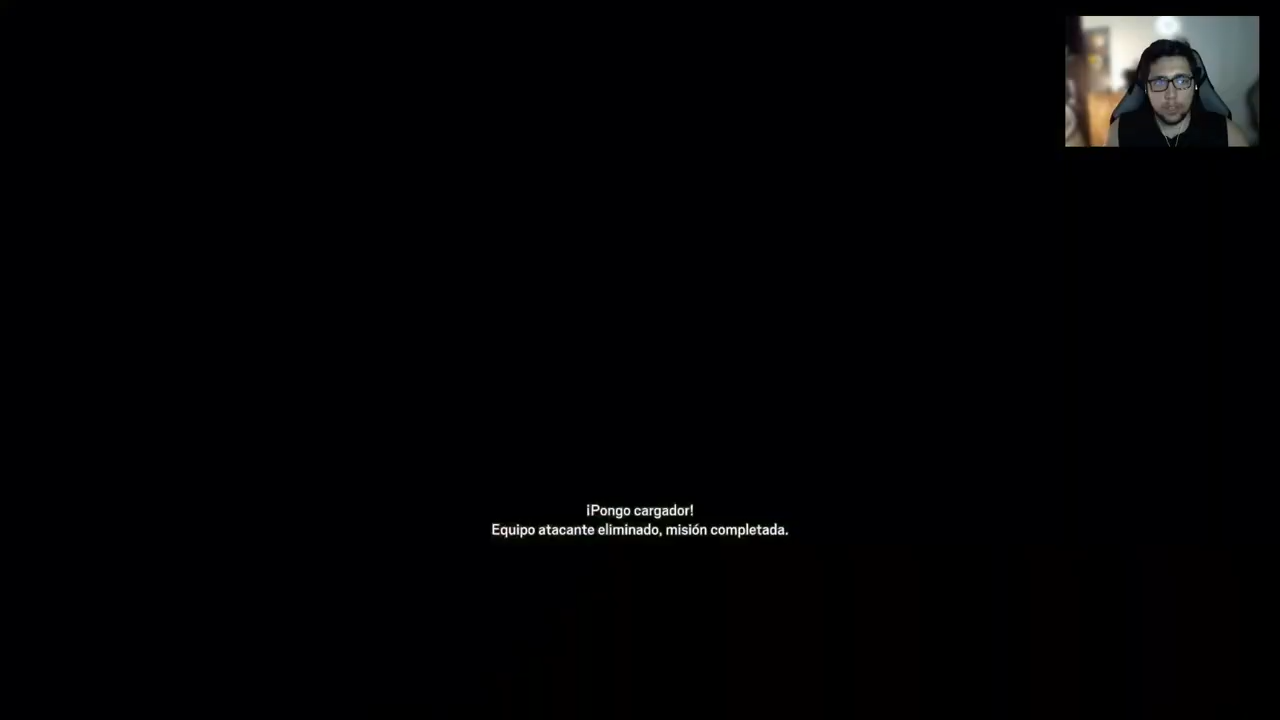 ¡Pongo cargador!
Equipo atacante eliminado, misión completada.